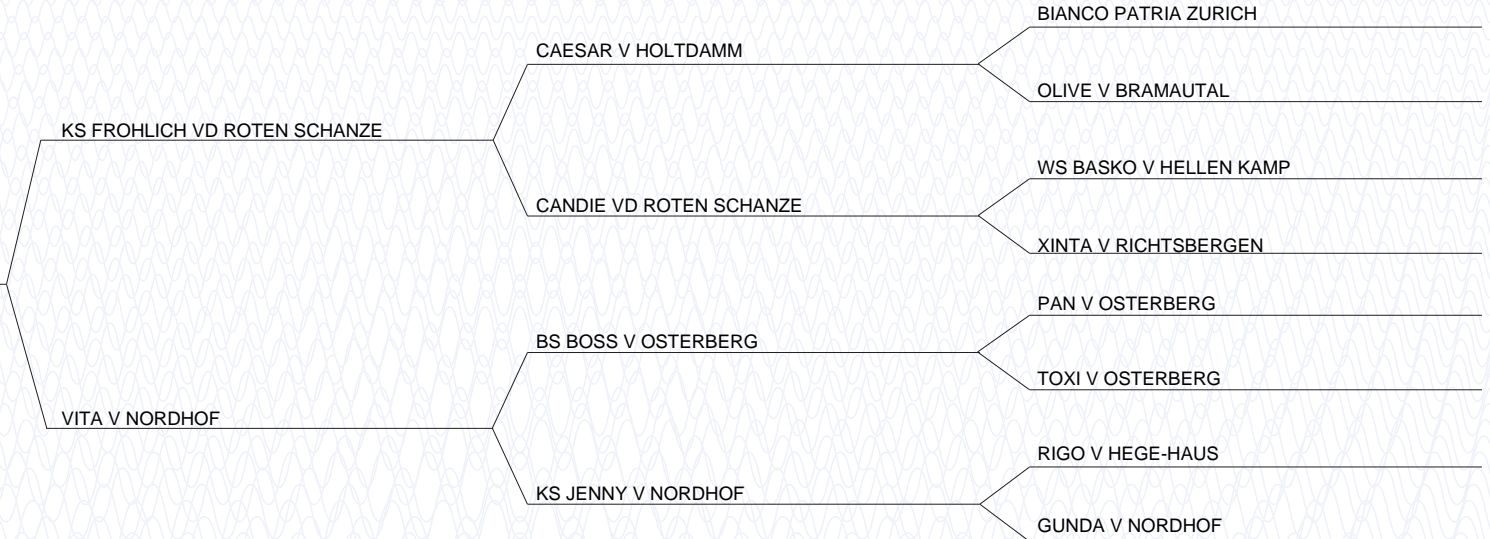 BIANCO PATRIA ZURICH
CAESAR V HOLTDAMM
OLIVE V BRAMAUTAL
KS FROHLICH VD ROTEN SCHANZE
WS BASKO V HELLEN KAMP
CANDIE VD ROTEN SCHANZE
XINTA V RICHTSBERGEN
PAN V OSTERBERG
BS BOSS V OSTERBERG
TOXI V OSTERBERG
VITA V NORDHOF
RIGO V HEGE-HAUS
KS JENNY V NORDHOF
GUNDA V NORDHOF